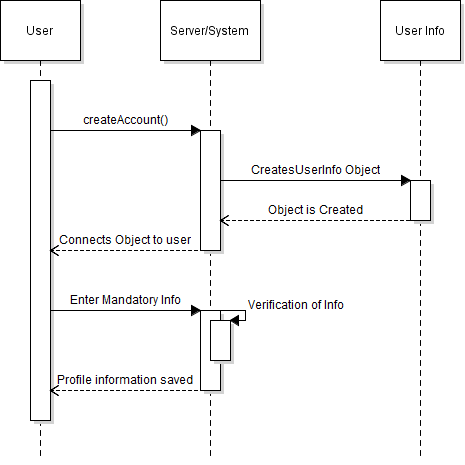 User
Server/System
User Info
createAccount()
CreatesUserInfo Object
Object is Created
Connects Object to user
Enter Mandatory Info
Verification of Info
Profile information saved